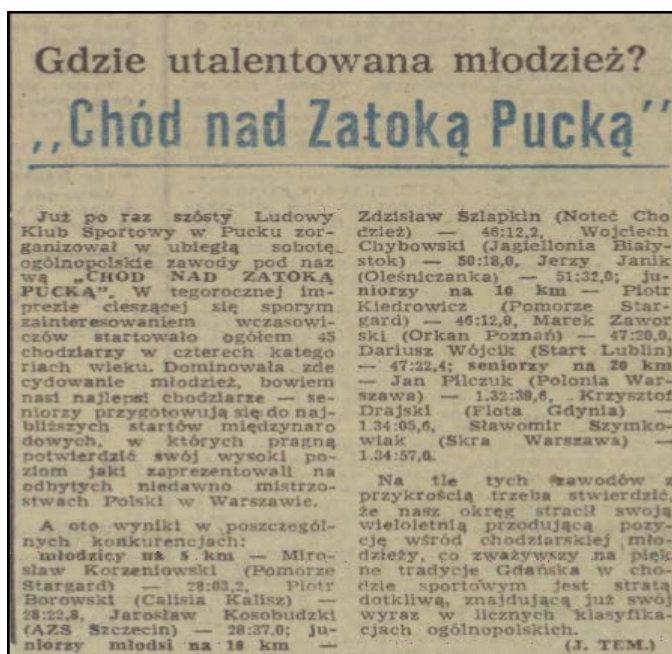 Gdzie utalentowana młodzież?
,,Chód nad Zatoką Pucką"
Już po raz szósty Ludowy
Klub Sportowy w Pucku zor-
ganizował w ubiegłą sobotę
ogólnopolskie zawody pod naz
wą „CHÓD NAD ZATOKĄ
PUCKĄ”. W tegorocznej im-
prezie cieszącej się sporym
zainteresowaniem wczasowi-
czów startowało ogółem 45
chodziarzy w czterech katego
riach wieku. Dominowała zde
cydowanie młodzież, bowiem
nasi najlepsi chodziarze — se-
niorzy przygotowują się do naj-
bliższych startów międzynaro
dowych, w których pragną
potwierdzić swój wysoki po-
ziom jaki zaprezentowali na
odbytych niedawno mistrzo-
stwach Polski w Warszawie.
A oto wyniki w poszczegól-
nych konkurencjach:
młodzicy na 5 km — Miro-
sław Korzeniowski (Pomorze
Stargard) — 28:03,2, Piotr
Borowski (Calisia Kalisz) —
28:22,8, Jarosław Kosobudzki
(AZS Szczecin) — 28:37,0; ju-
niorzy młodsi na 10 km —
Zdzisław Szlapkin (Noteć Cho
dzież) — 46:12,2, Wojciech
Chybowski (Jagiellonia Biały-
stok) — 50:18,0, Jerzy Janik
(Oleśniczanka) — 51:32,0; ju-
niorzy na 10 km — Piotr
Kiedrowicz (Pomorze Star-
gard) — 46:12,0, Marek Zawor
ski (Orkan Poznań) — 47:20,0,
Dariusz Wójcik (Start Lublin)
— 47:22,4; seniorzy na 20 km
— Jan Pilczuk (Polonia War-
szawa) — 1.32:39,6, Krzysztof
Drajski (Flota Gdynia) —
1.34:05,6, Sławomir Szymko-
wiak (Skra Warszawa) —
1.34:57,0.
Na tle tych zawodów z
przykrością trzeba stwierdzić,
że nasz okręg stracił swoją
wieloletnią przodującą pozy-
cję wśród chodziarskiej mło-
dzieży, co zważywszy na pięk
ne tradycje Gdańska w cho-
dzie sportowym jest stratą
dotkliwą, znajdującą już swój
wyraz w licznych klasyfika-
cjach ogólnopolskich.
(J. TEM.)